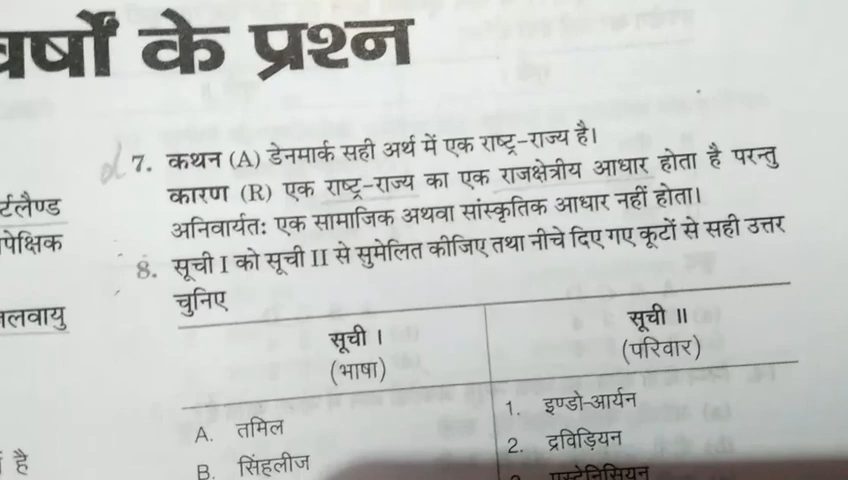 वर्षों के प्रश्न
7. कथन (A) डेनमार्क सही अर्थ में एक राष्ट्र-राज्य है।
कारण (R) एक राष्ट्र-राज्य का एक राजक्षेत्रीय आधार होता है परन्तु
अनिवार्यतः एक सामाजिक अथवा सांस्कृतिक आधार नहीं होता।
8. सूची I को सूची II से सुमेलित कीजिए तथा नीचे दिए गए कूटों से सही उत्तर
चुनिए
सूची I
सूची II
(भाषा)
(परिवार)
A. तमिल
1. इण्डो-आर्यन
B. सिंहलीज
2. द्रविड़ियन
र्टलैण्ड
पेक्षिक
जलवायु
है